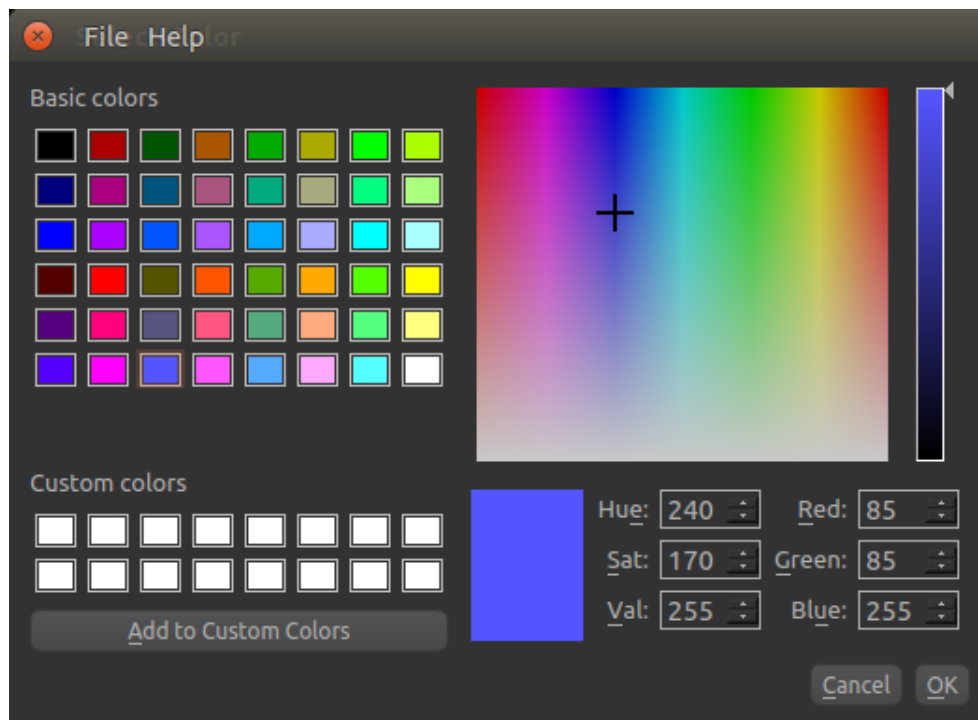 File Help
Basic colors
Custom colors
Add to Custom Colors
Hue: 240 Red: 85
Sat: 170 Green: 85
Val: 255 Blue: 255
Cancel OK